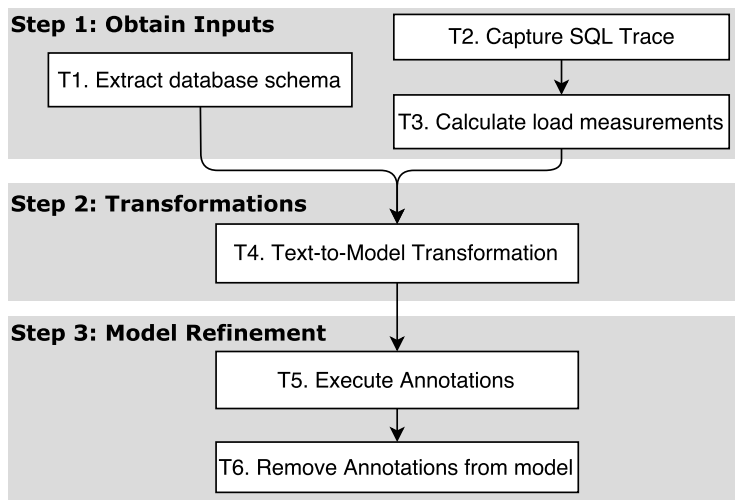 Step 1: Obtain Inputs
T2. Capture SQL Trace
T1. Extract database schema
T3. Calculate load measurements
Step 2: Transformations
T4. Text-to-Model Transformation
Step 3: Model Refinement
T5. Execute Annotations
T6. Remove Annotations from model